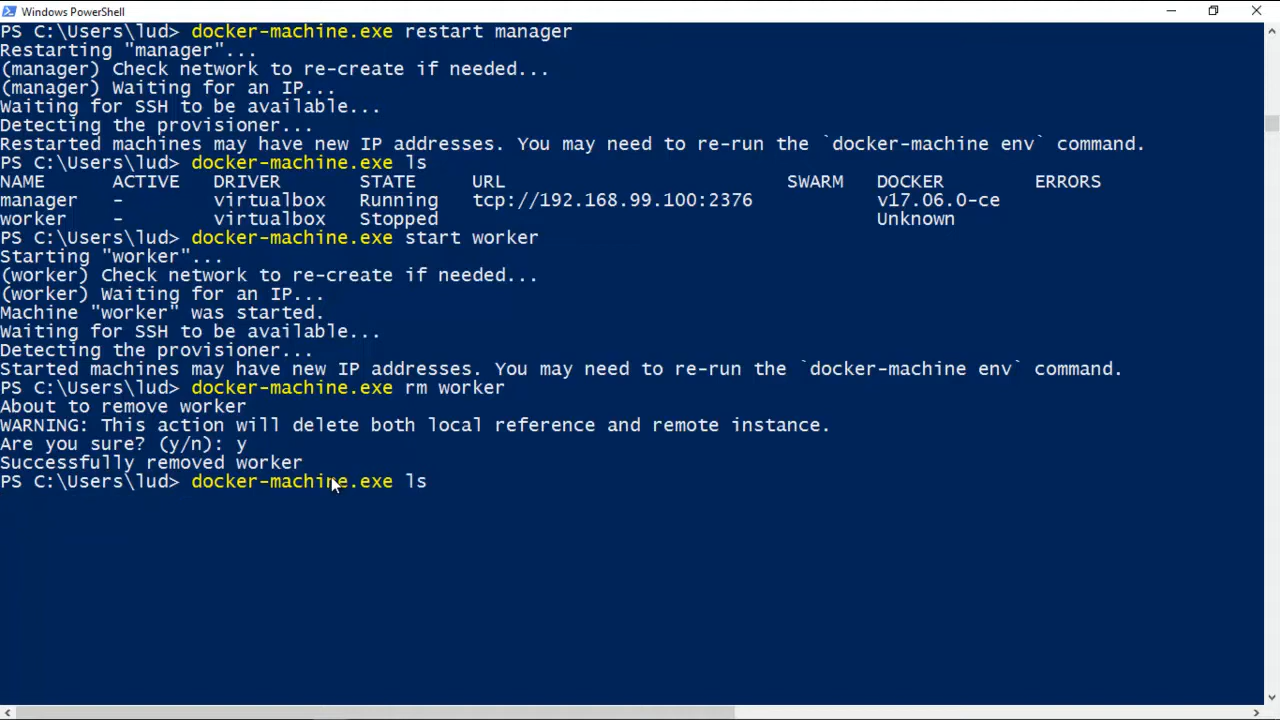 Windows PowerShell
PS C:\Users\lud> docker-machine.exe restart manager
Restarting "manager"...
(manager) Check network to re-create if needed...
(manager) Waiting for an IP...
Waiting for SSH to be available...
Detecting the provisioner...
Restarted machines may have new IP addresses. You may need to re-run the `docker-machine env` command.
PS C:\Users\lud> docker-machine.exe ls
NAME      ACTIVE   DRIVER       STATE     URL                         SWARM   DOCKER        ERRORS
manager   -        virtualbox   Running   tcp://192.168.99.100:2376           v17.06.0-ce
worker    -        virtualbox   Stopped                                       Unknown
PS C:\Users\lud> docker-machine.exe start worker
Starting "worker"...
(worker) Check network to re-create if needed...
(worker) Waiting for an IP...
Machine "worker" was started.
Waiting for SSH to be available...
Detecting the provisioner...
Started machines may have new IP addresses. You may need to re-run the `docker-machine env` command.
PS C:\Users\lud> docker-machine.exe rm worker
About to remove worker
WARNING: This action will delete both local reference and remote instance.
Are you sure? (y/n): y
Successfully removed worker
PS C:\Users\lud> docker-machine.exe ls